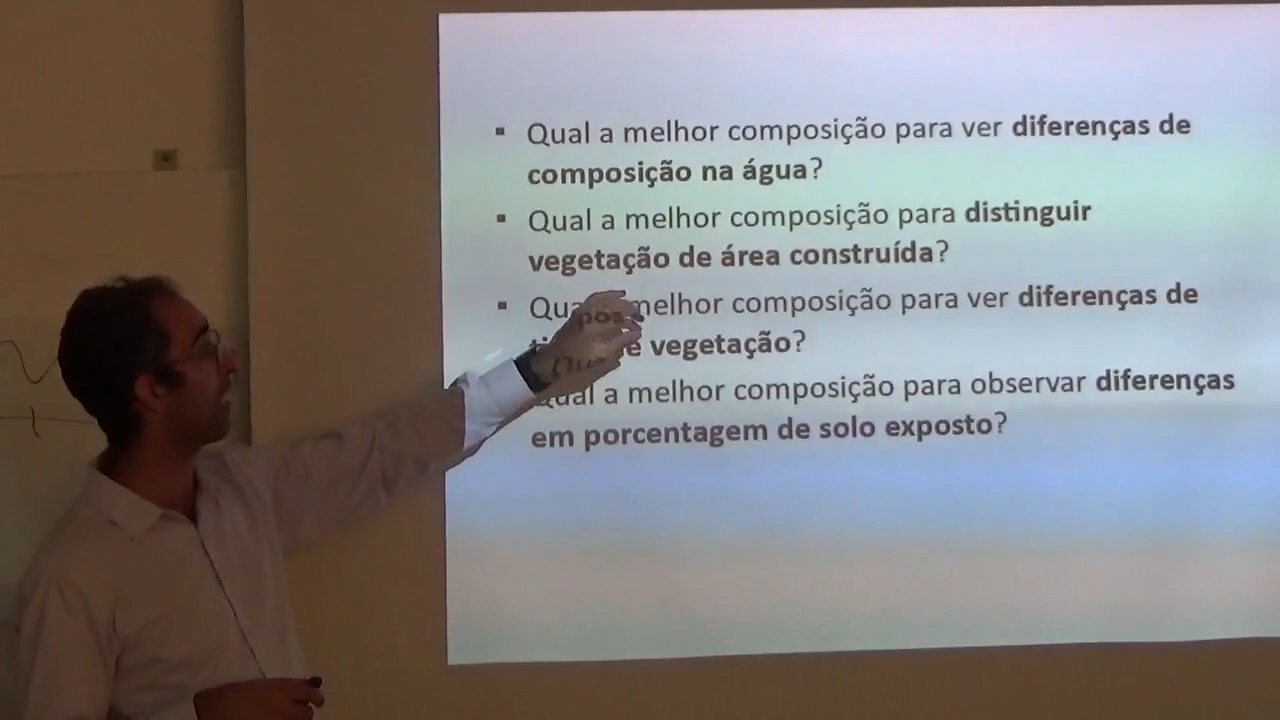 ▪ Qual a melhor composição para ver diferenças de
composição na água?
▪ Qual a melhor composição para distinguir
vegetação de área construída?
▪ melhor composição para ver diferenças de
vegetação?
Qual a melhor composição para observar diferenças
em porcentagem de solo exposto?